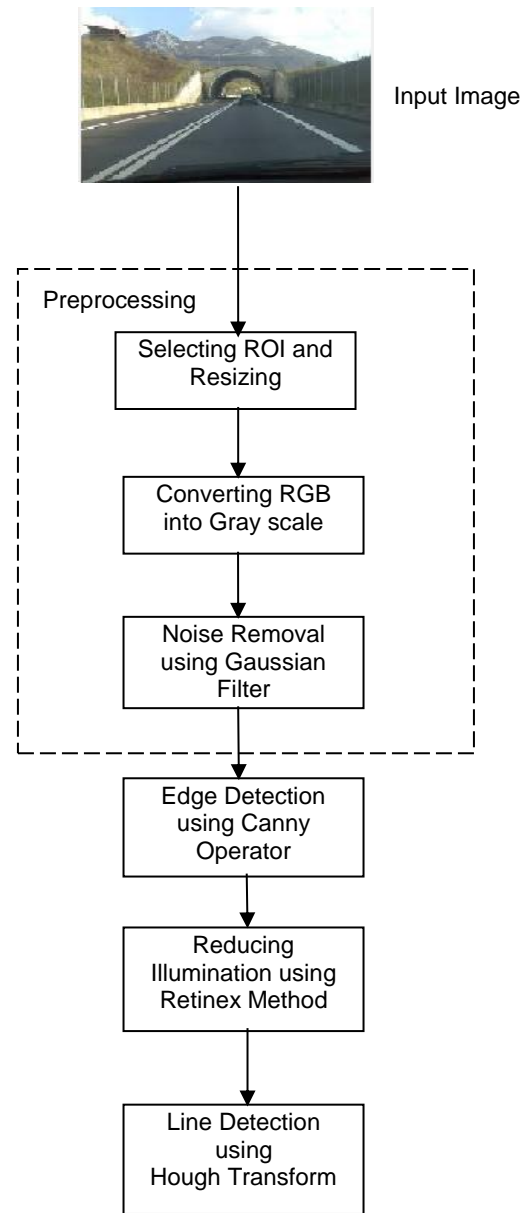 Input Image
Preprocessing
Selecting ROI and
Resizing
Converting RGB
into Gray scale
Noise Removal
using Gaussian
Filter
Edge Detection
using Canny
Operator
Reducing
Illumination using
Retinex Method
Line Detection
using
Hough Transform